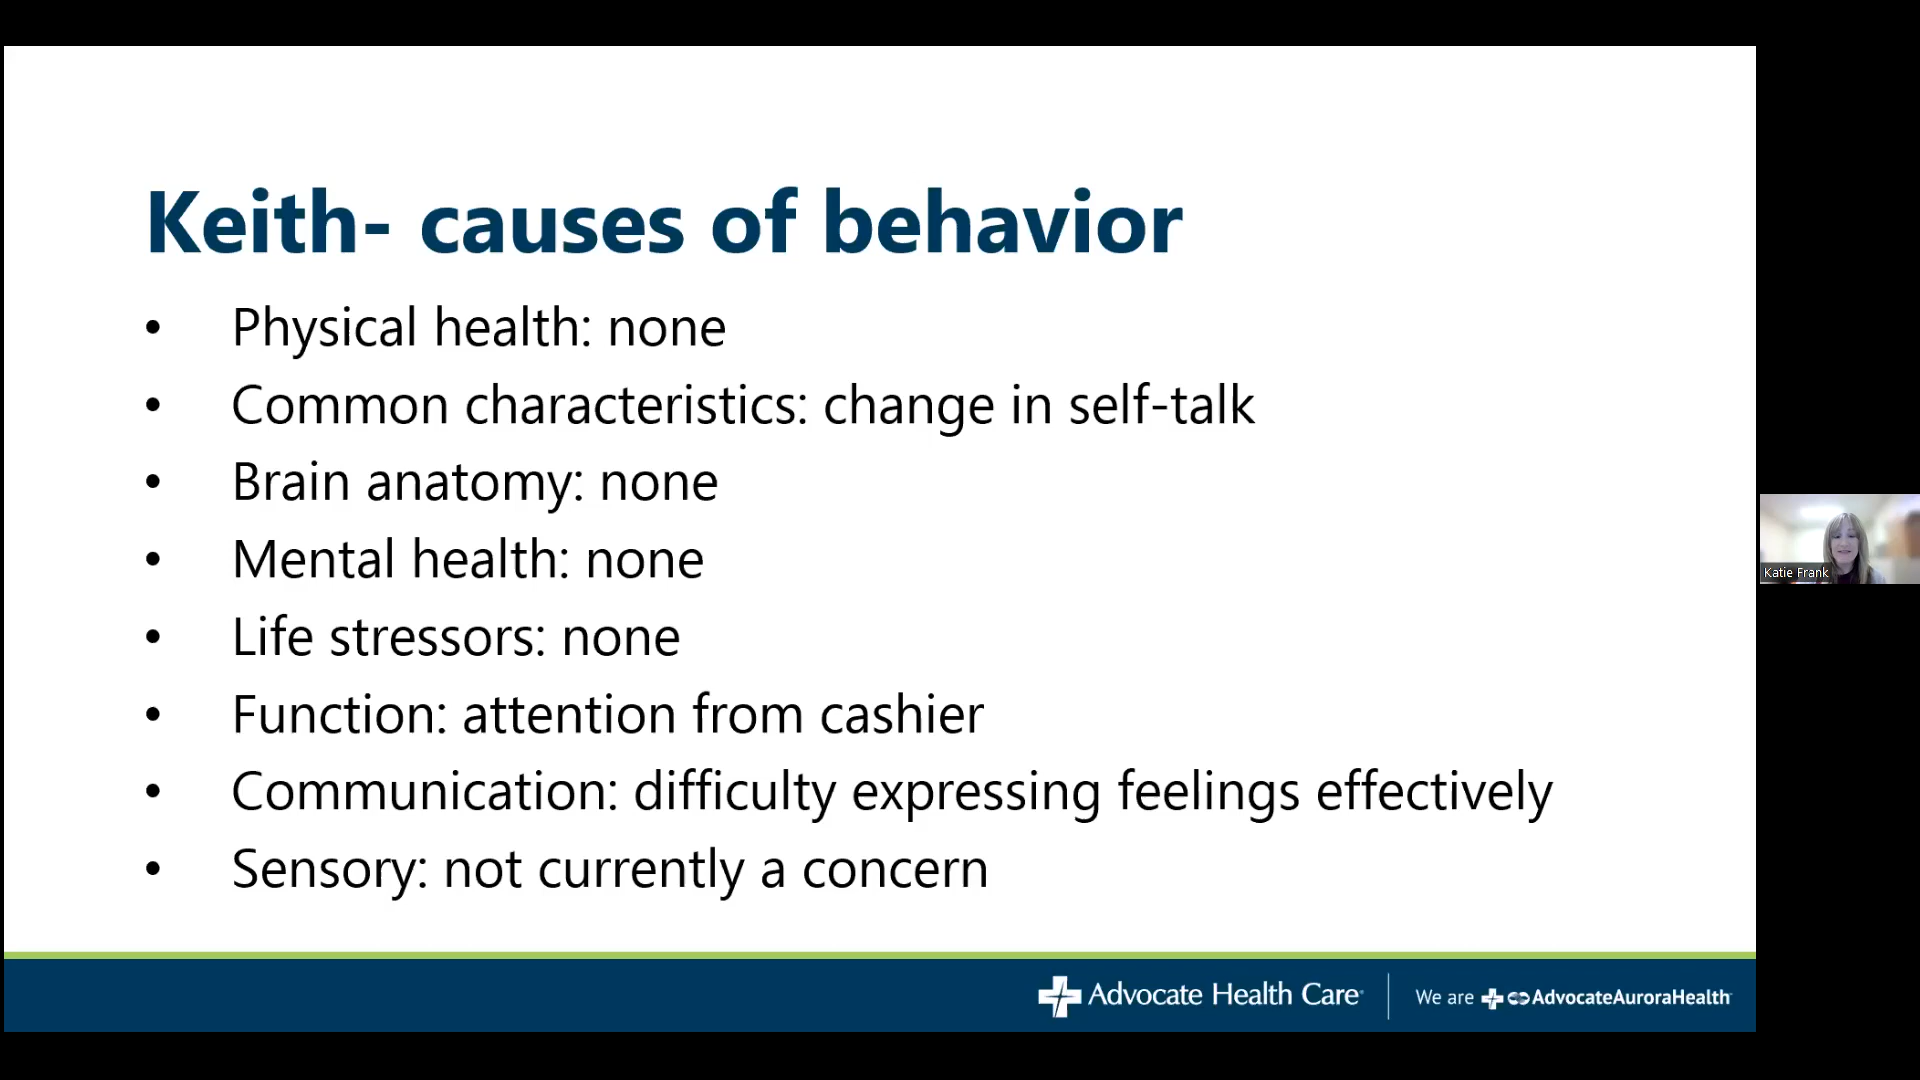 Keith- causes of behavior
• Physical health: none
• Common characteristics: change in self-talk
• Brain anatomy: none
• Mental health: none
• Life stressors: none
• Function: attention from cashier
• Communication: difficulty expressing feelings effectively
• Sensory: not currently a concern
Katie Frank
Advocate Health Care
We are AdvocateAuroraHealth